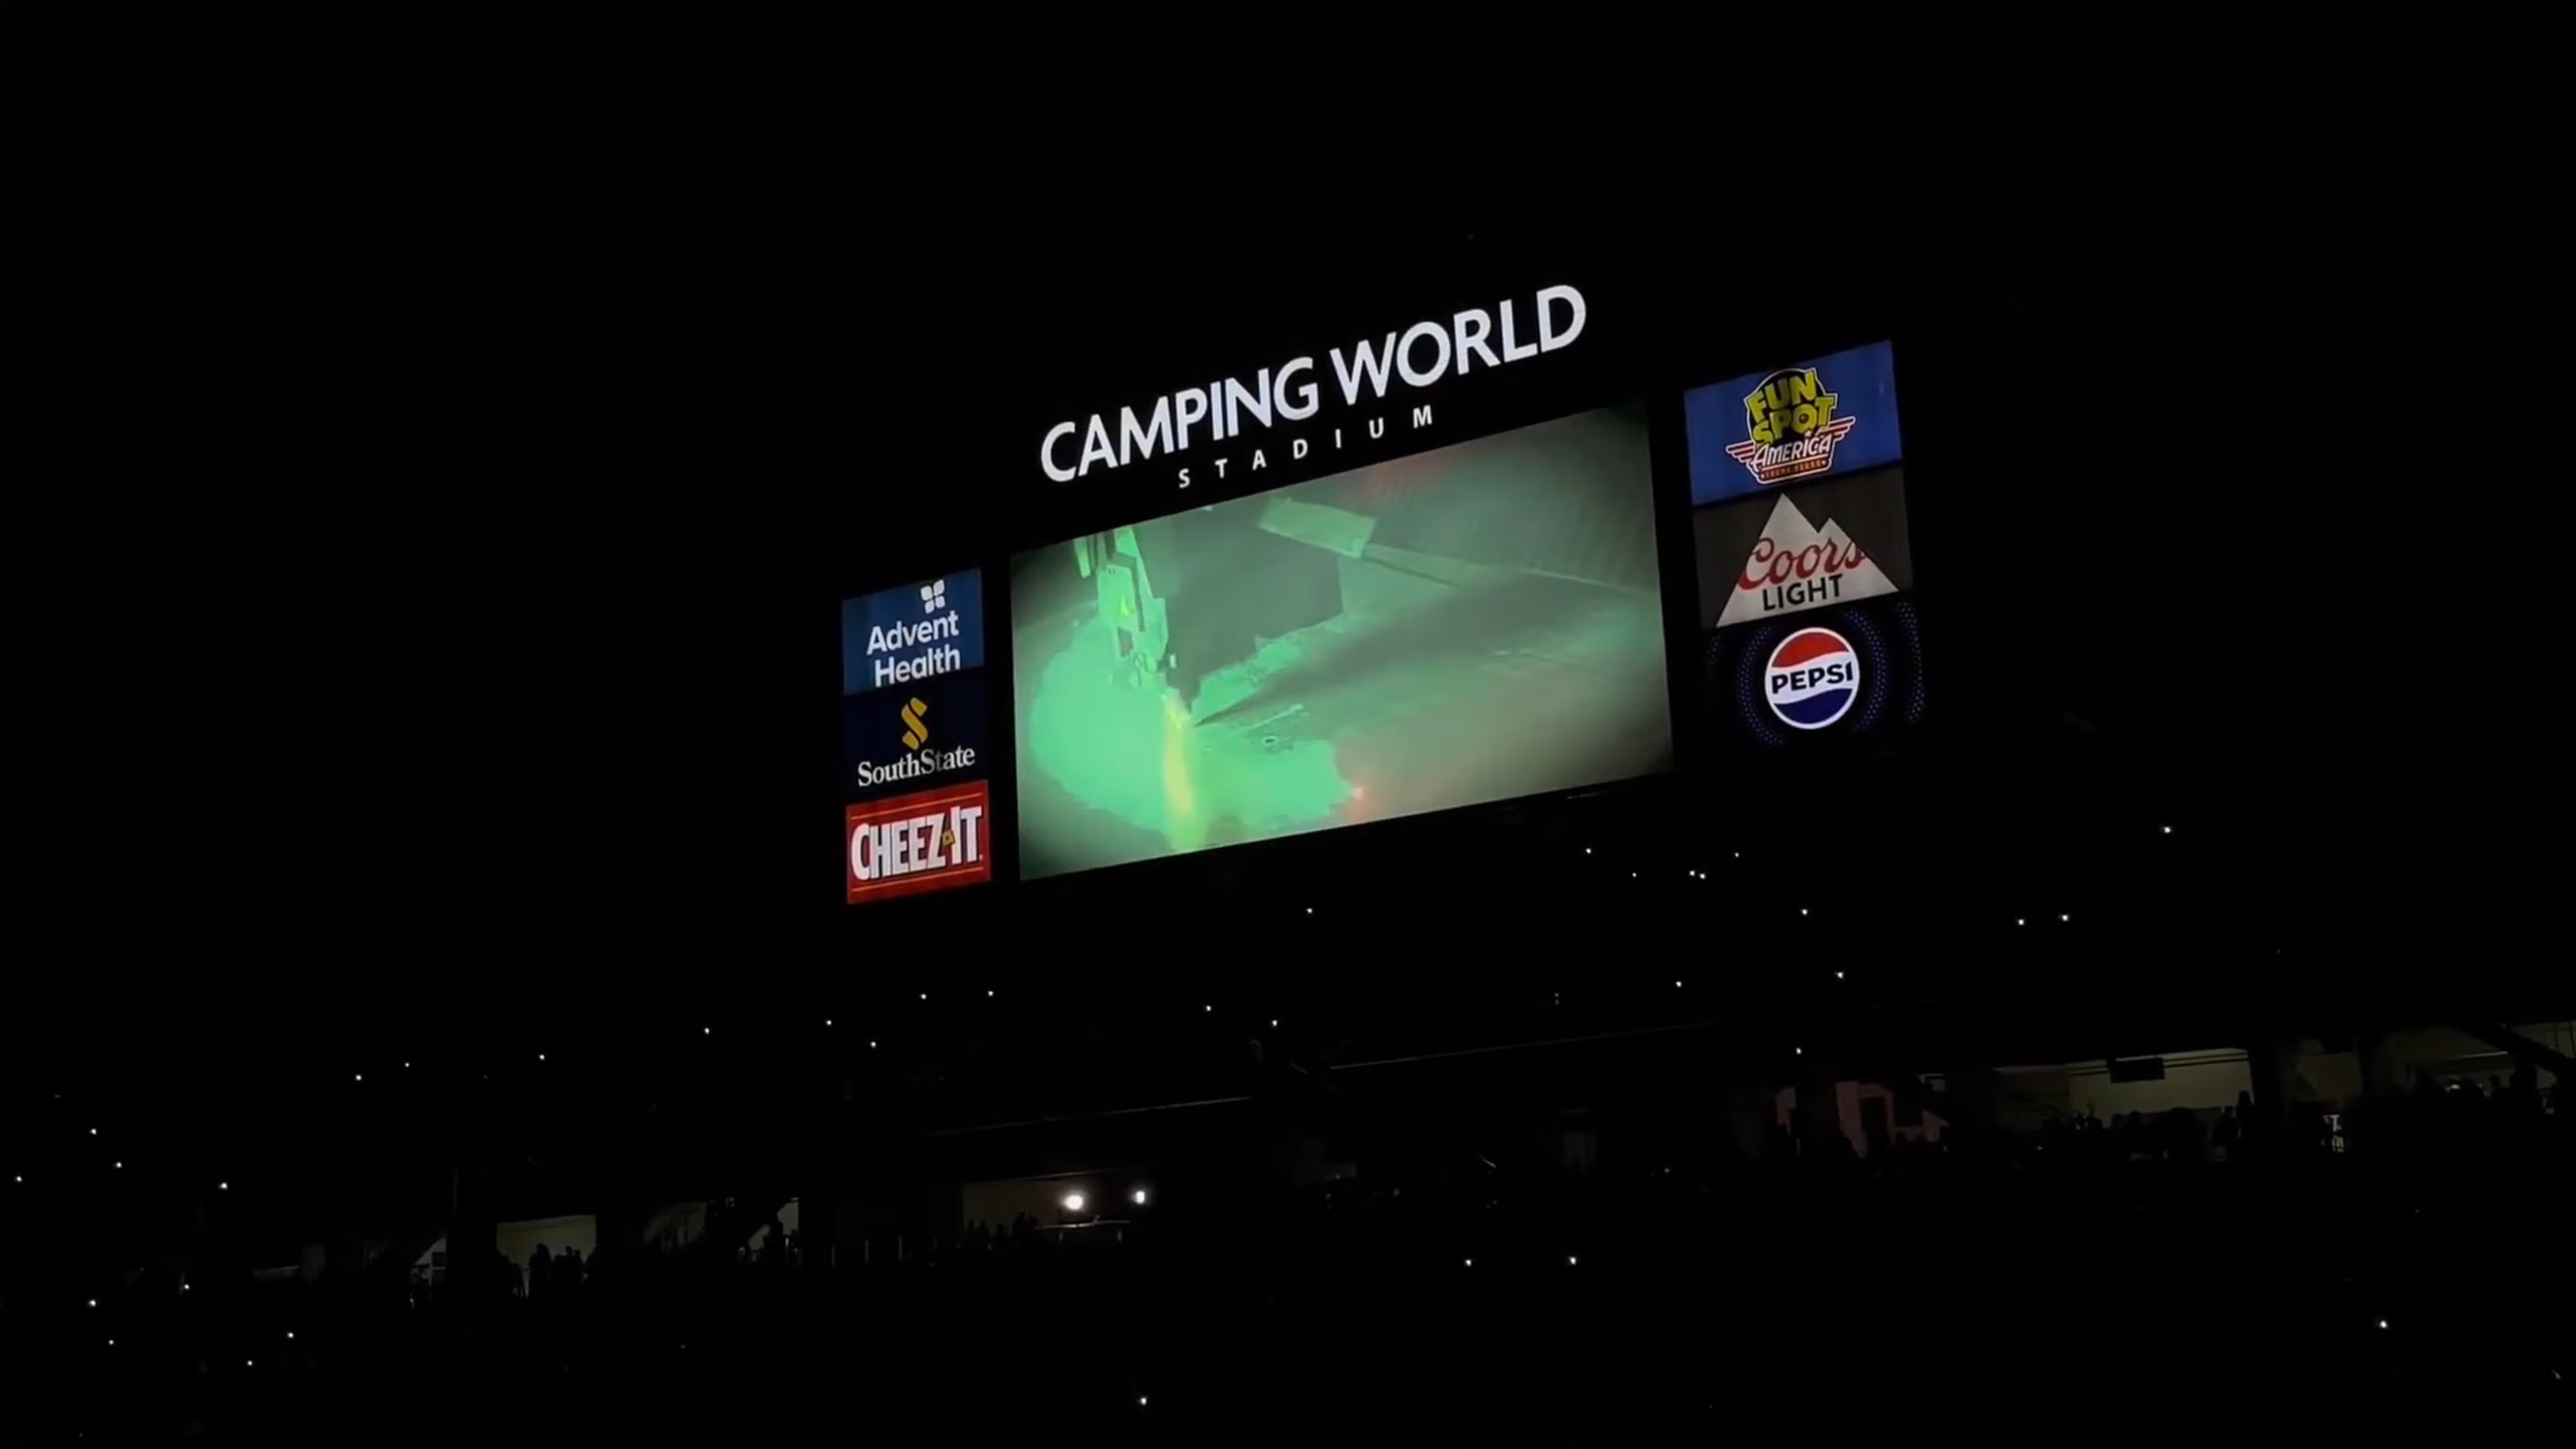 CAMPING WORLD
STADIUM
Advent
Health
SouthState
CHEEZ-IT
FUN
SPOT
AMERICA
Coors
LIGHT
PEPSI